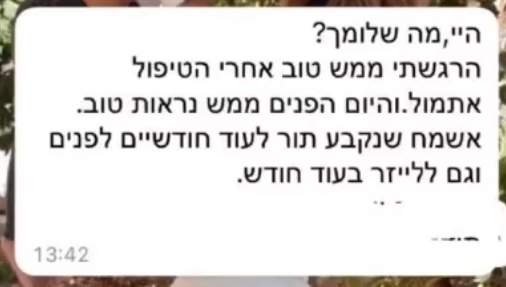 היי,מה שלומך?
הרגשתי ממש טוב אחרי הטיפול
אתמול.והיום הפנים ממש נראות טוב.
אשמח שנקבע תור לעוד חודשיים לפנים
וגם ללייזר בעוד חודש.
13:42